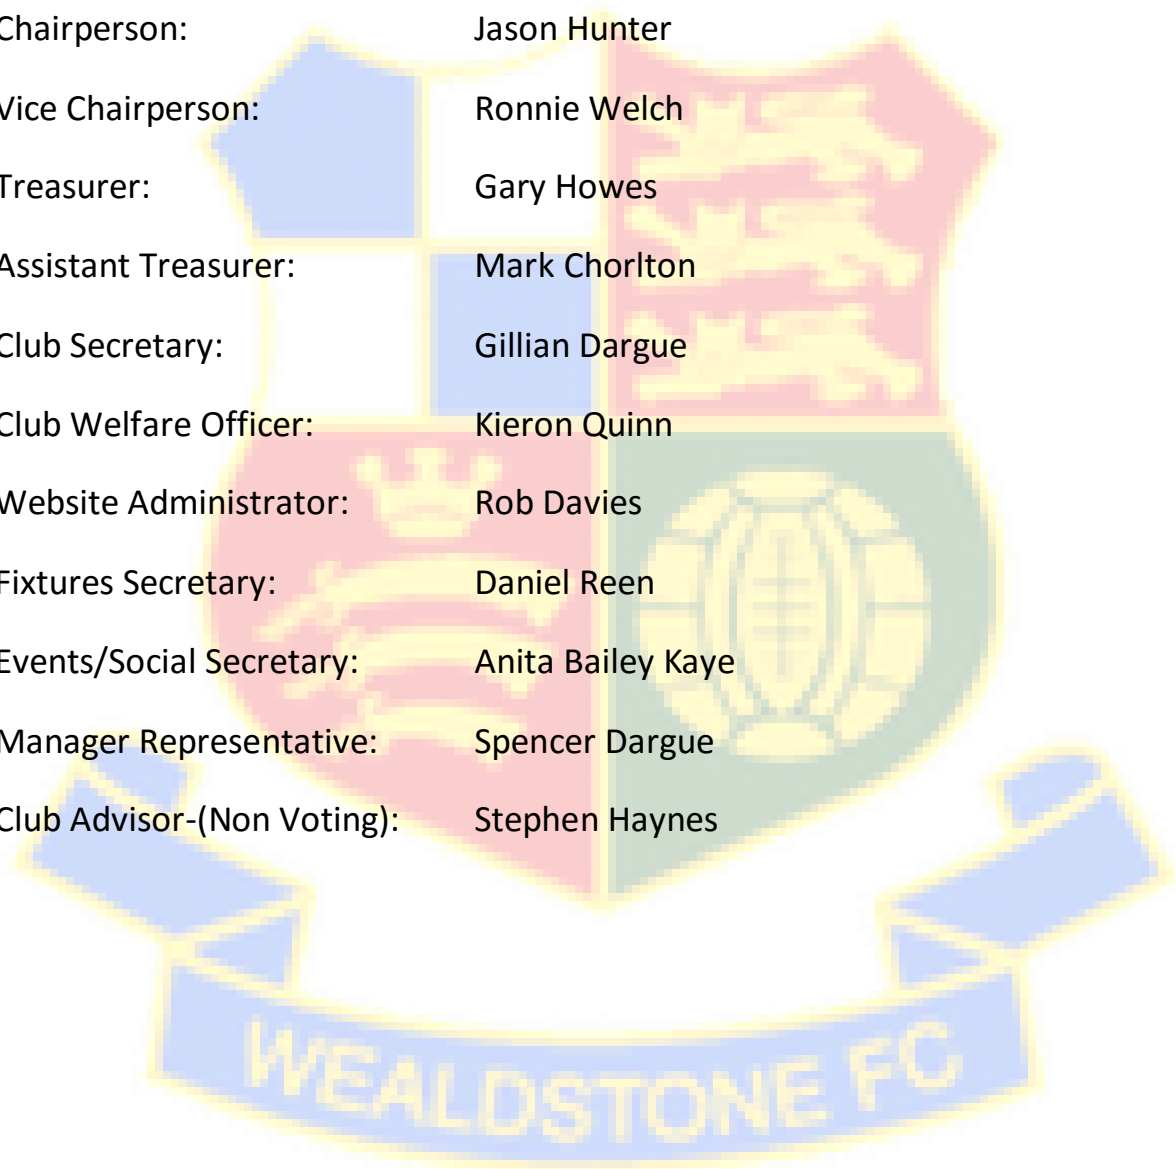 Chairperson: Jason Hunter
Vice Chairperson: Ronnie Welch
Treasurer: Gary Howes
Assistant Treasurer: Mark Chorlton
Club Secretary: Gillian Dargue
Club Welfare Officer: Kieron Quinn
Website Administrator: Rob Davies
Fixtures Secretary: Daniel Reen
Events/Social Secretary: Anita Bailey Kaye
Manager Representative: Spencer Dargue
Club Advisor-(Non Voting): Stephen Haynes
WEALDSTONE FC